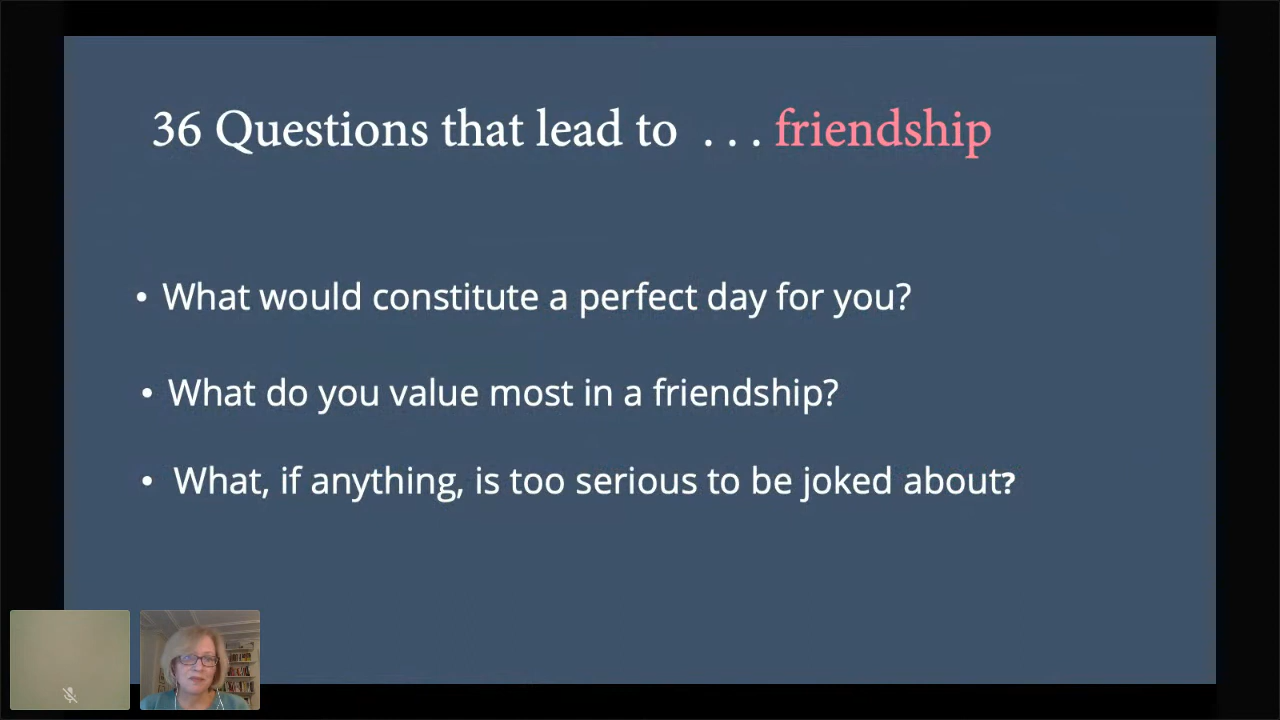 36 Questions that lead to . . . friendship
• What would constitute a perfect day for you?
• What do you value most in a friendship?
• What, if anything, is too serious to be joked about?